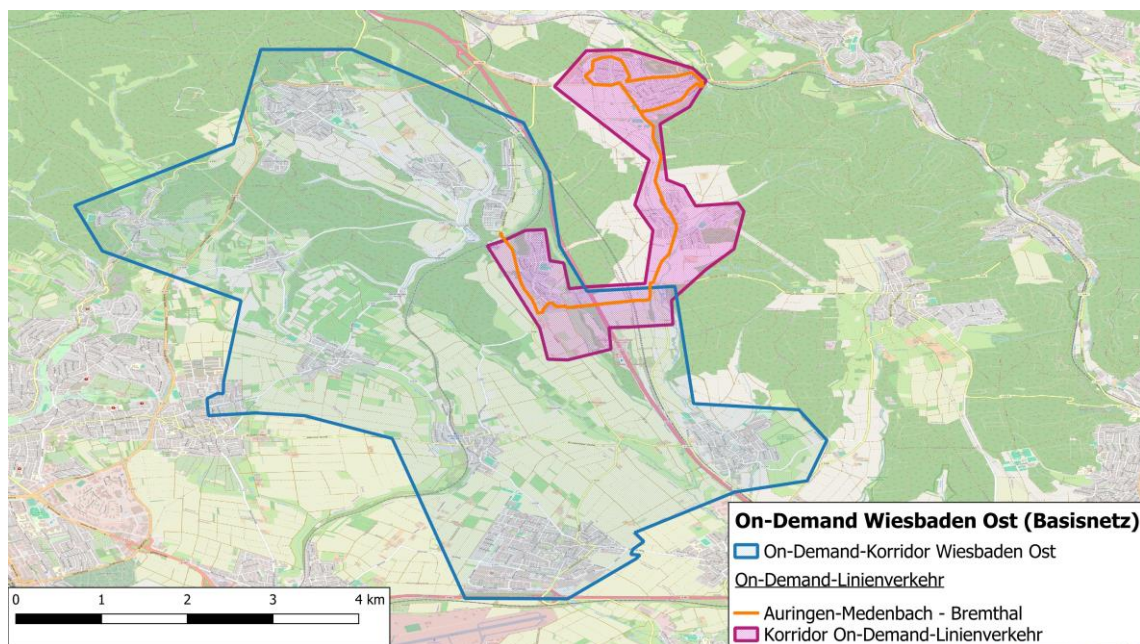 On-Demand Wiesbaden Ost (Basisnetz)
On-Demand-Korridor Wiesbaden Ost
On-Demand-Linienverkehr
Auringen-Medenbach - Bremthal
Korridor On-Demand-Linienverkehr
0 1 2 3 4 km